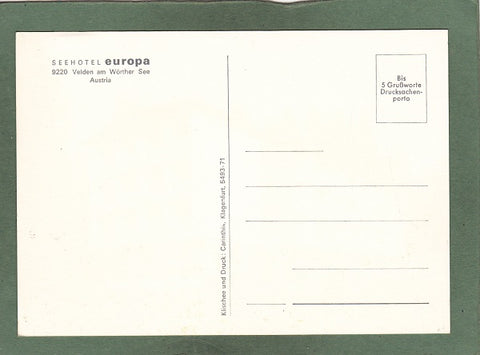 SEEHOTEL europa
9220 Velden am Wörther See
Austria
Bis
5 Grußworte
Drucksachen-
porto
Klischee und Druck: Carinthia, Klagenfurt, 5493-71